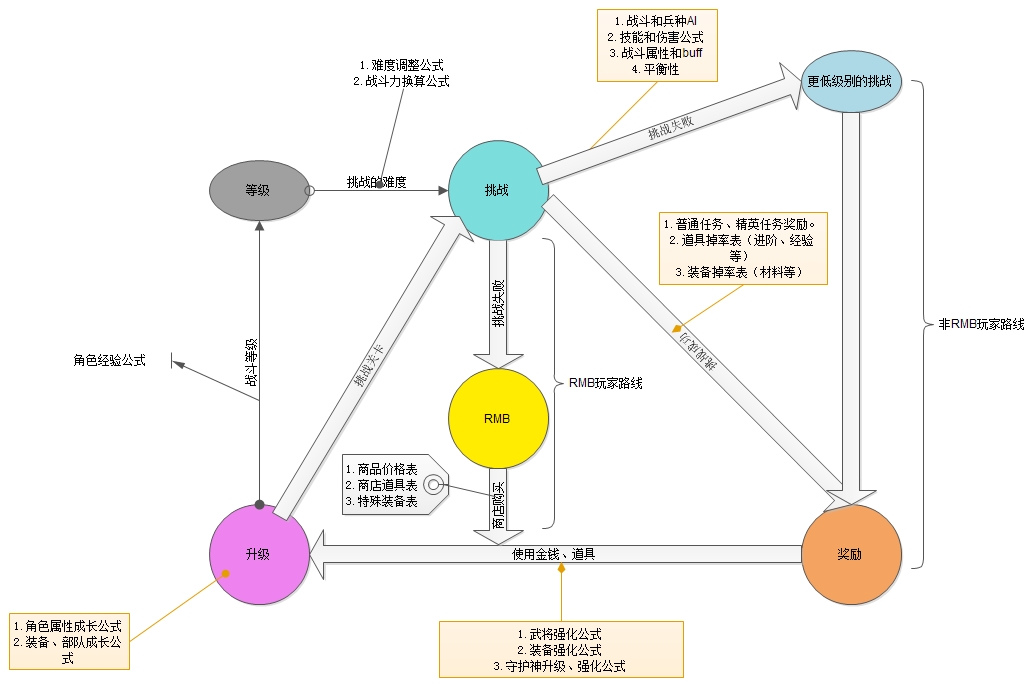 1. 战斗和兵种AI
2. 技能和伤害公式
3. 战斗属性和buff
4. 平衡性
1. 难度调整公式
2. 战斗力换算公式
更低级别的挑战
挑战失败
等级
挑战的难度
挑战
1. 普通任务、精英任务奖励。
2. 道具掉率表（进阶、经验
等）
3. 装备掉率表（材料等）
挑战失败
非RMB玩家路线
角色经验公式
战斗等级
挑战关卡
挑战成功
RMB玩家路线
RMB
1. 商品价格表
2. 商店道具表
3. 特殊装备表
商店购买
升级
使用金钱、道具
奖励
1. 角色属性成长公式
2. 装备、部队成长公
式
1. 武将强化公式
2. 装备强化公式
3. 守护神升级、强化公式